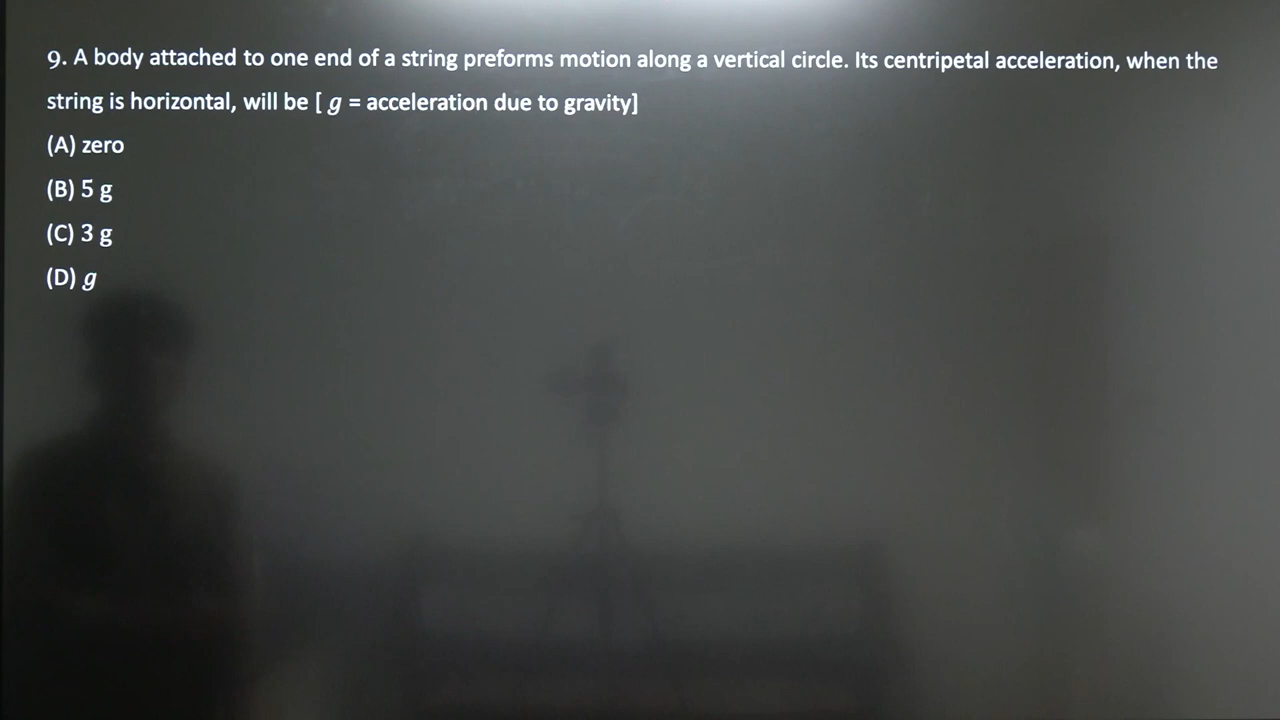 9. A body attached to one end of a string preforms motion along a vertical circle. Its centripetal acceleration, when the
string is horizontal, will be [ g = acceleration due to gravity]
(A) zero
(B) 5 g
(C) 3 g
(D) g